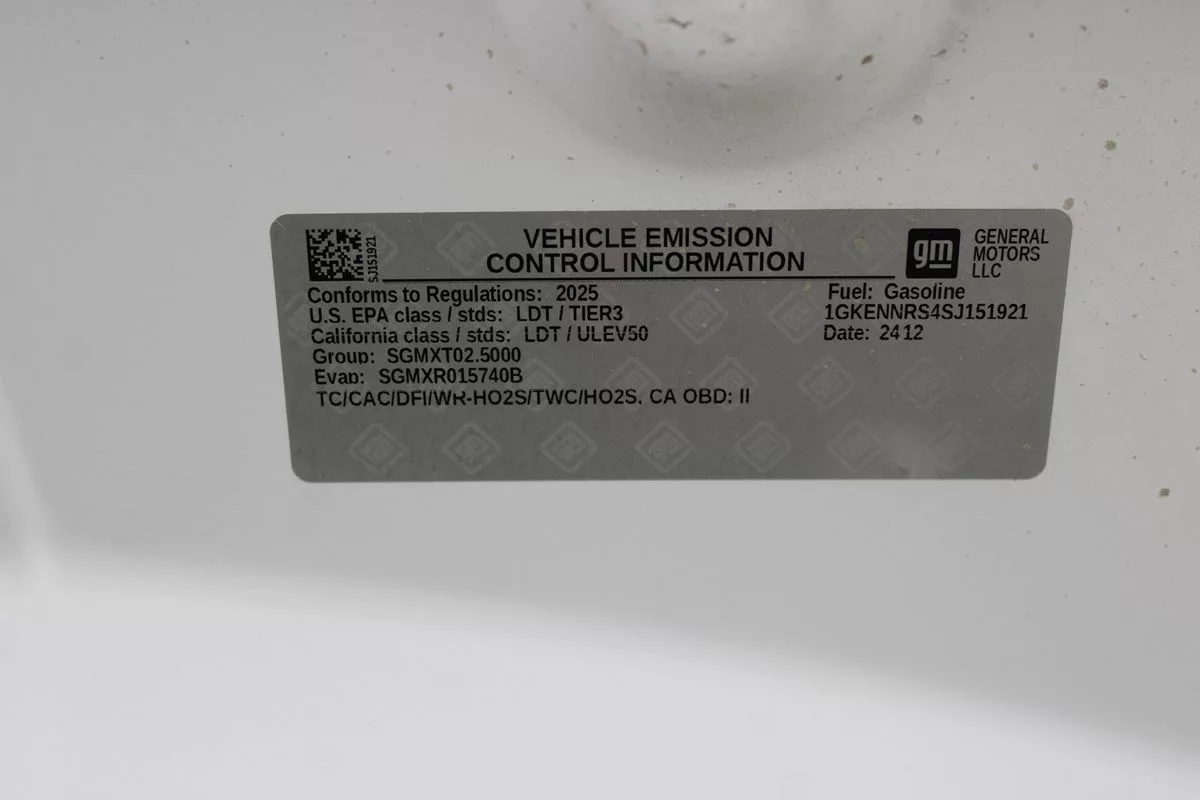 SJ151921
VEHICLE EMISSION
CONTROL INFORMATION
gm
GENERAL
MOTORS
LLC
Conforms to Regulations: 2025
U.S. EPA class / stds: LDT / TIER3
California class / stds: LDT / ULEV50
Group: SGMXT02.5000
Evap: SGMXR015740B
TC/CAC/DFI/WR-HO2S/TWC/HO2S, CA OBD: II
Fuel: Gasoline
1GKENNRS4SJ151921
Date: 2412